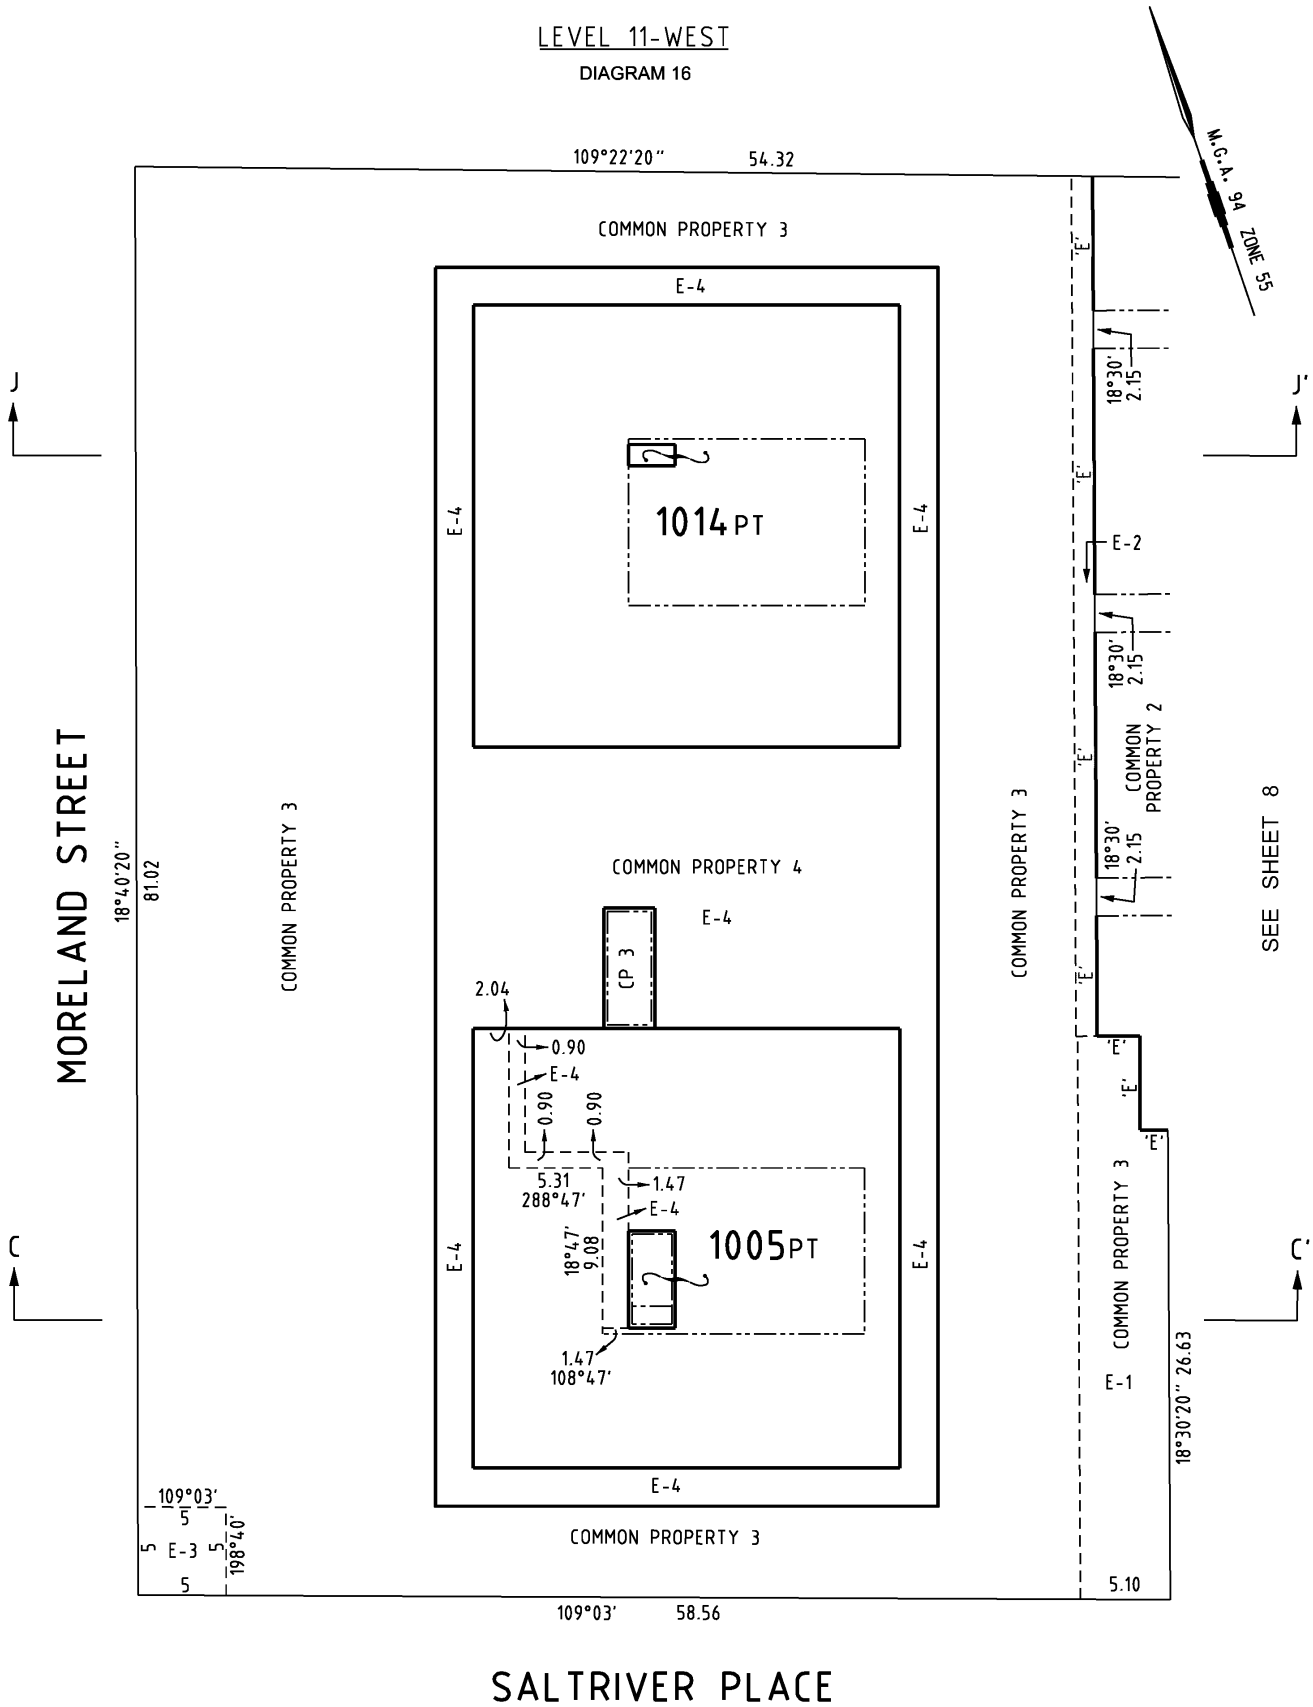 LEVEL 11-WEST
DIAGRAM 16
109°22'20" 54.32
M.G.A. 94 ZONE 55
COMMON PROPERTY 3
'E'
E-4
18°30'
2.15
J
J'
'E'
1014 PT
E-4
E-4
E-2
18°30'
2.15
COMMON
PROPERTY 2
'E'
MORELAND STREET
18°40'20"
81.02
COMMON PROPERTY 3
COMMON PROPERTY 3
SEE SHEET 8
18°30'
2.15
COMMON PROPERTY 4
E-4
CP 3
'E'
2.04
0.90
E-4
0.90
0.90
'E'
'E'
'E'
5.31
288°47'
1.47
E-4
18°47'
9.08
1005 PT
E-4
E-4
COMMON PROPERTY 3
C
C'
1.47
108°47'
E-1
18°30'20" 26.63
E-4
109°03'
5
5
E-3
5
198°40'
5
COMMON PROPERTY 3
5.10
109°03' 58.56
SALTRIVER PLACE